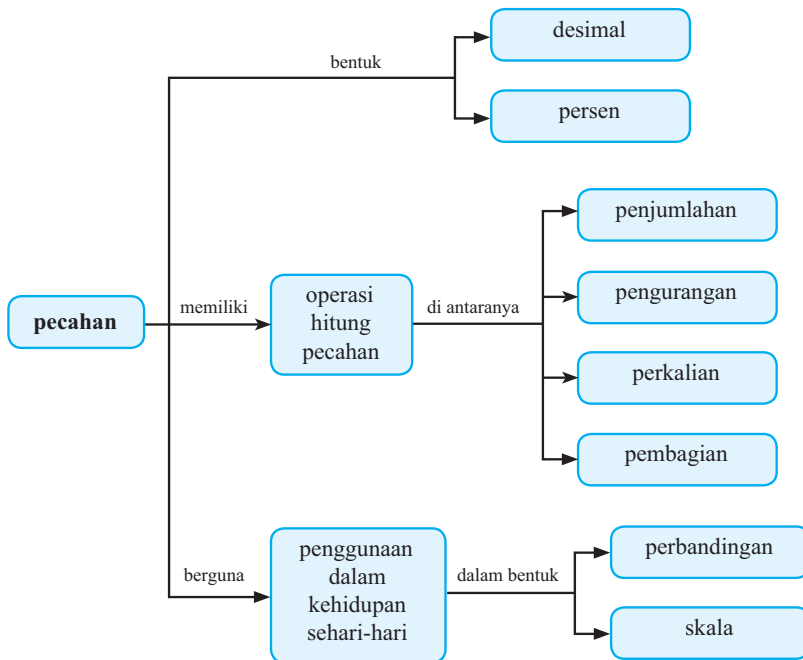 desimal
bentuk
persen
penjumlahan
pengurangan
pecahan
memiliki
operasi
hitung
pecahan
di antaranya
perkalian
pembagian
perbandingan
berguna
penggunaan
dalam
kehidupan
sehari-hari
dalam bentuk
skala